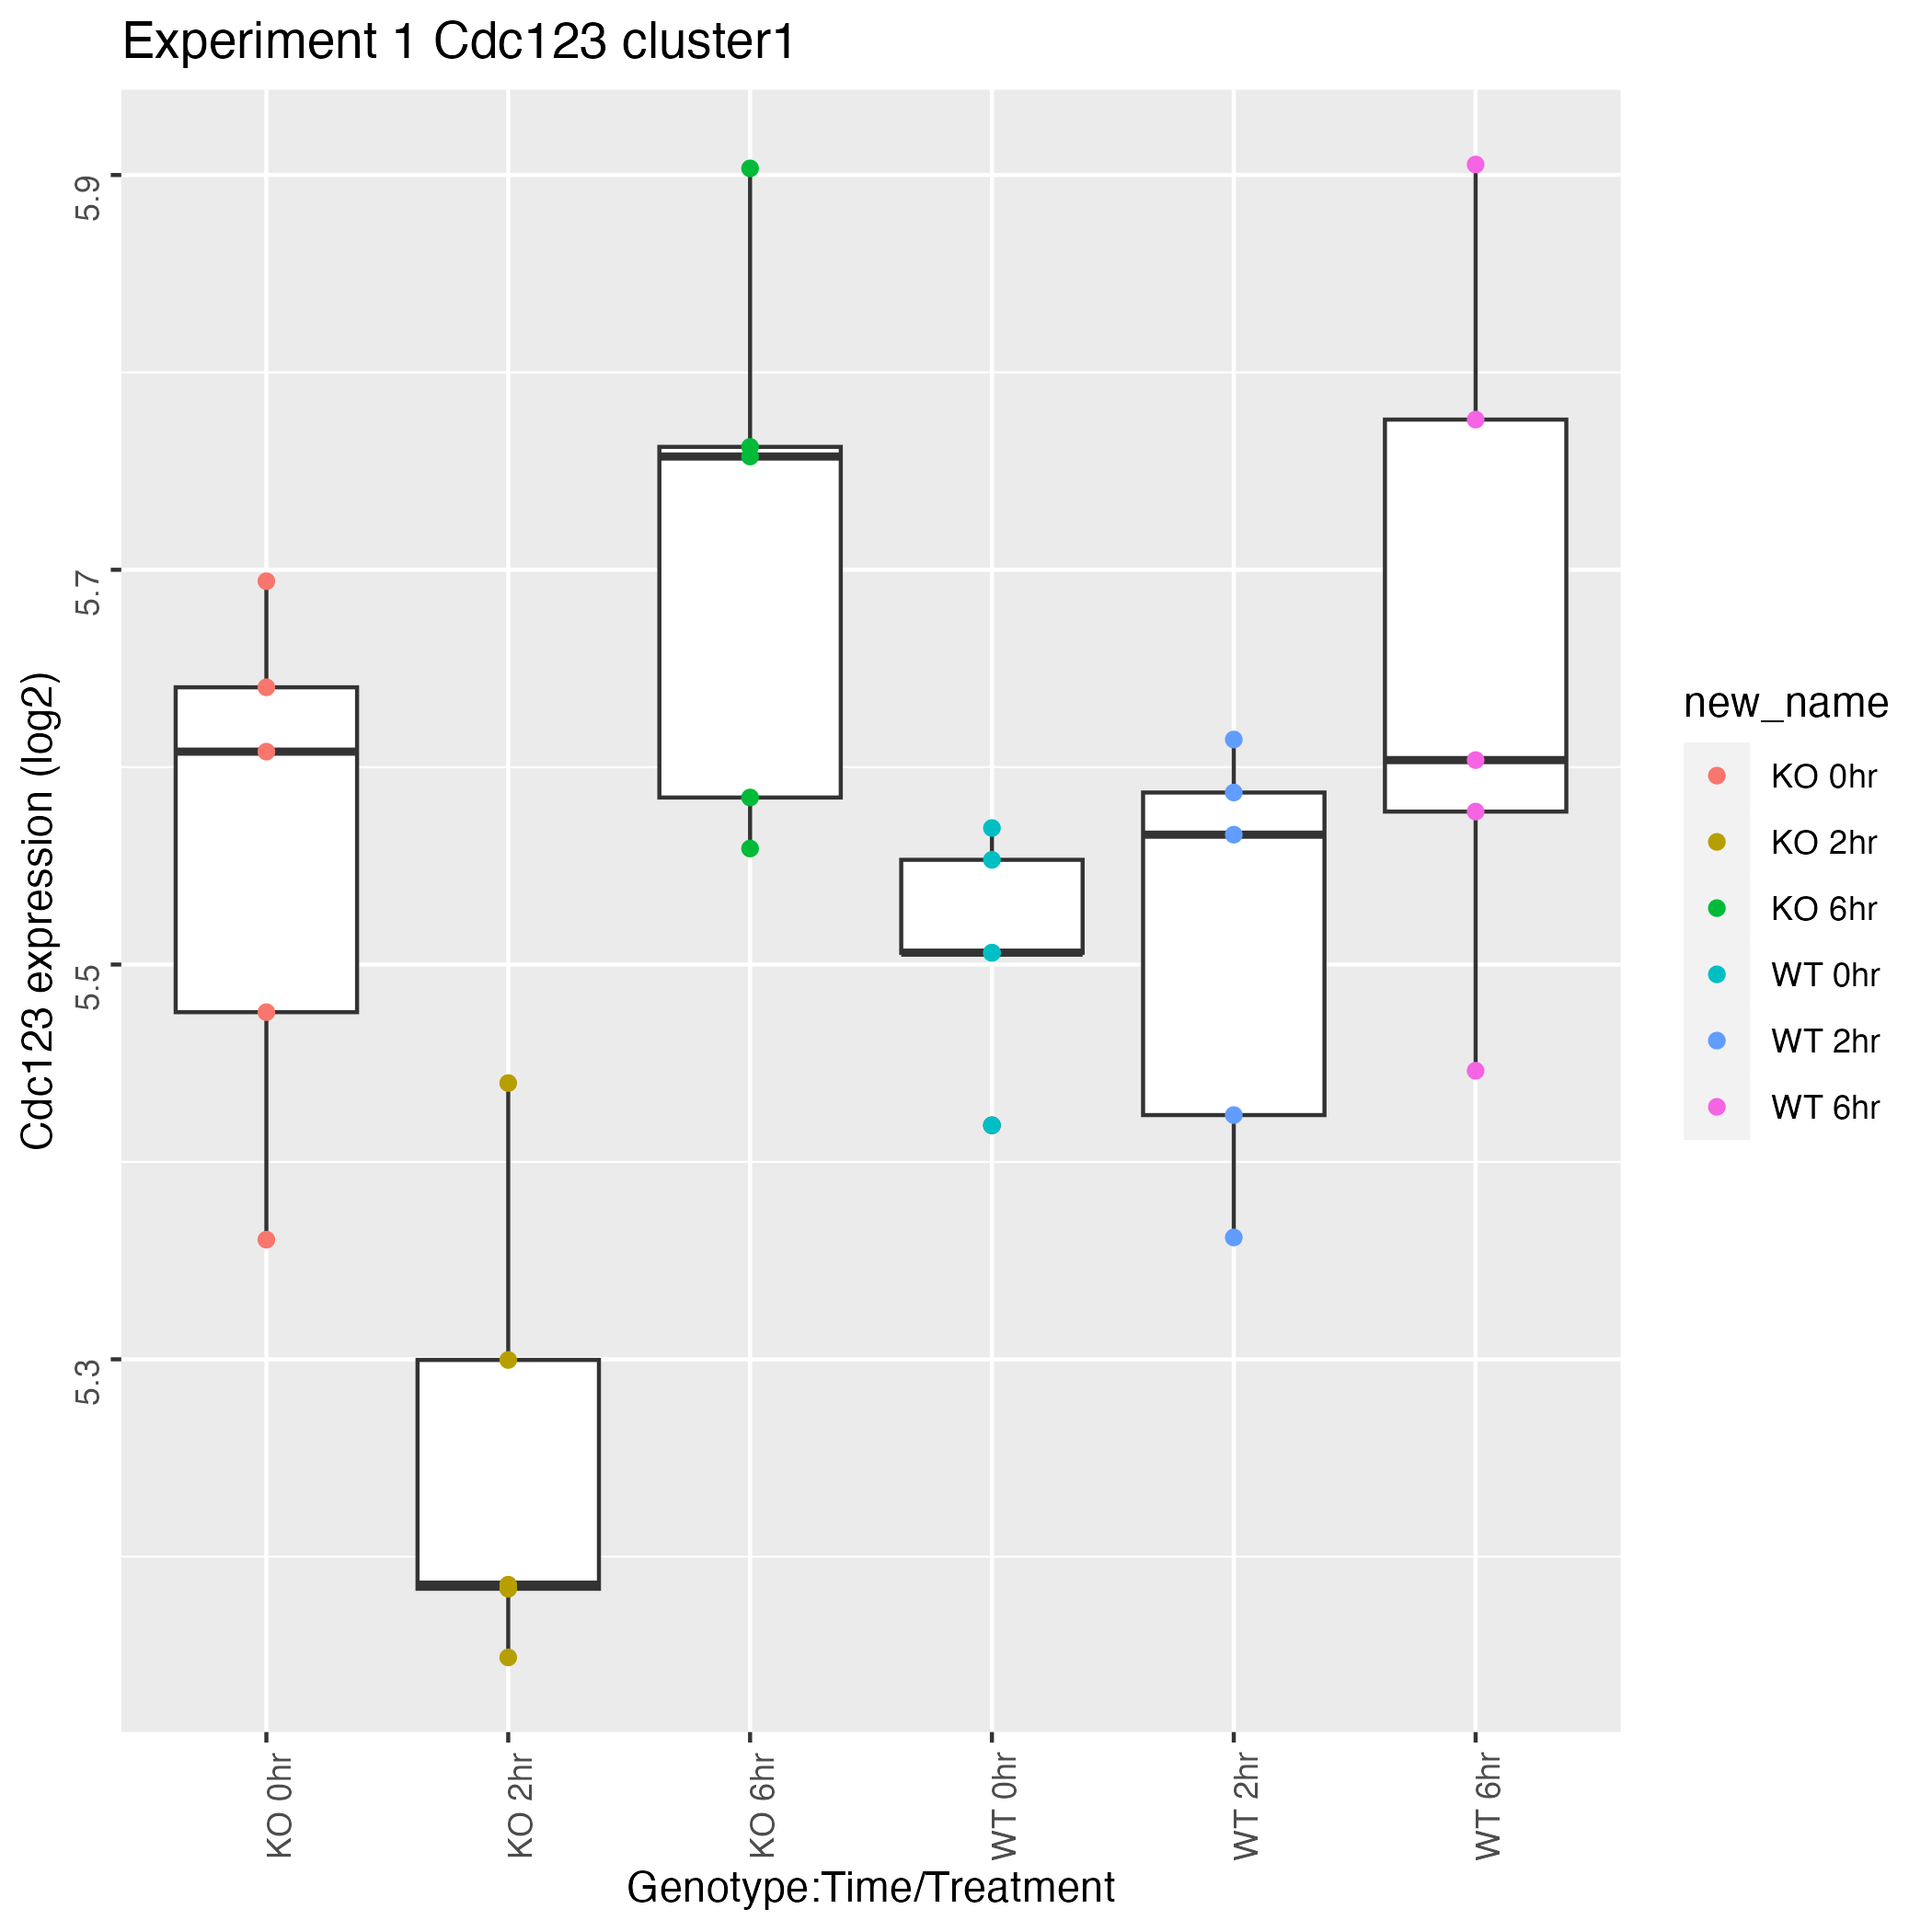 Experiment 1 Cdc123 cluster1
Cdc123 expression (log2)
5.9
5.7
5.5
5.3
KO 0hr
KO 2hr
KO 6hr
WT 0hr
WT 2hr
WT 6hr
Genotype:Time/Treatment
new_name
KO 0hr
KO 2hr
KO 6hr
WT 0hr
WT 2hr
WT 6hr